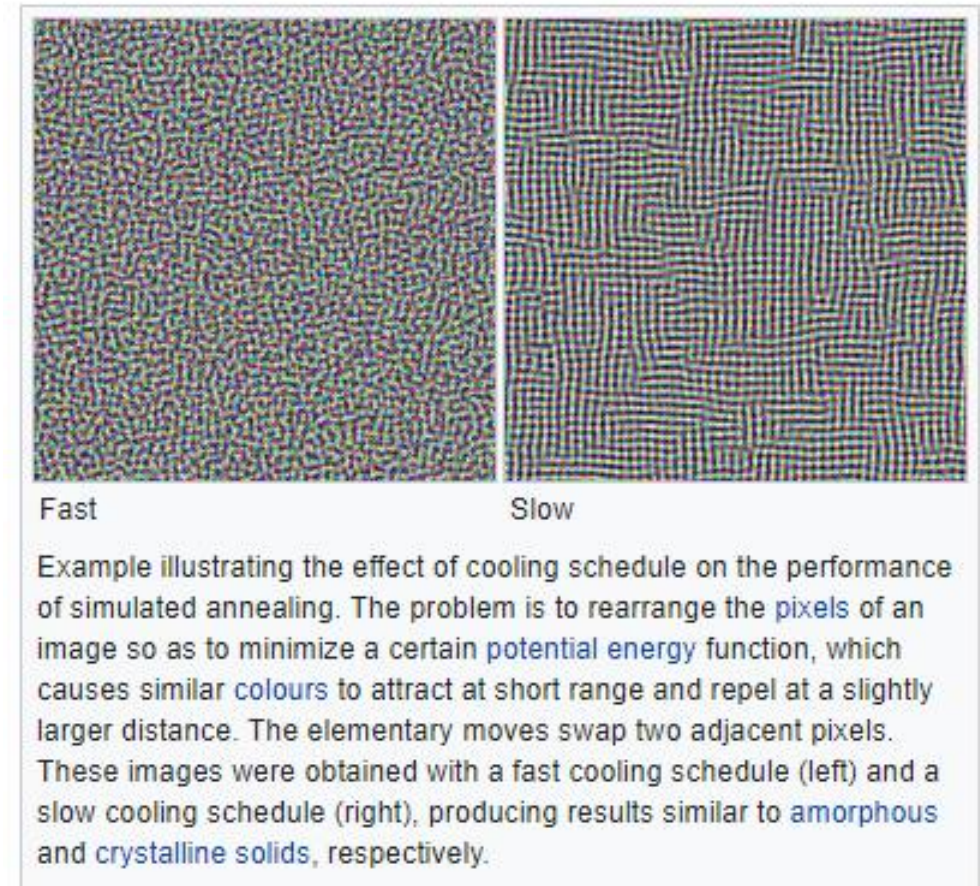 Fast
Slow
Example illustrating the effect of cooling schedule on the performance
of simulated annealing. The problem is to rearrange the pixels of an
image so as to minimize a certain potential energy function, which
causes similar colours to attract at short range and repel at a slightly
larger distance. The elementary moves swap two adjacent pixels.
These images were obtained with a fast cooling schedule (left) and a
slow cooling schedule (right), producing results similar to amorphous
and crystalline solids, respectively.